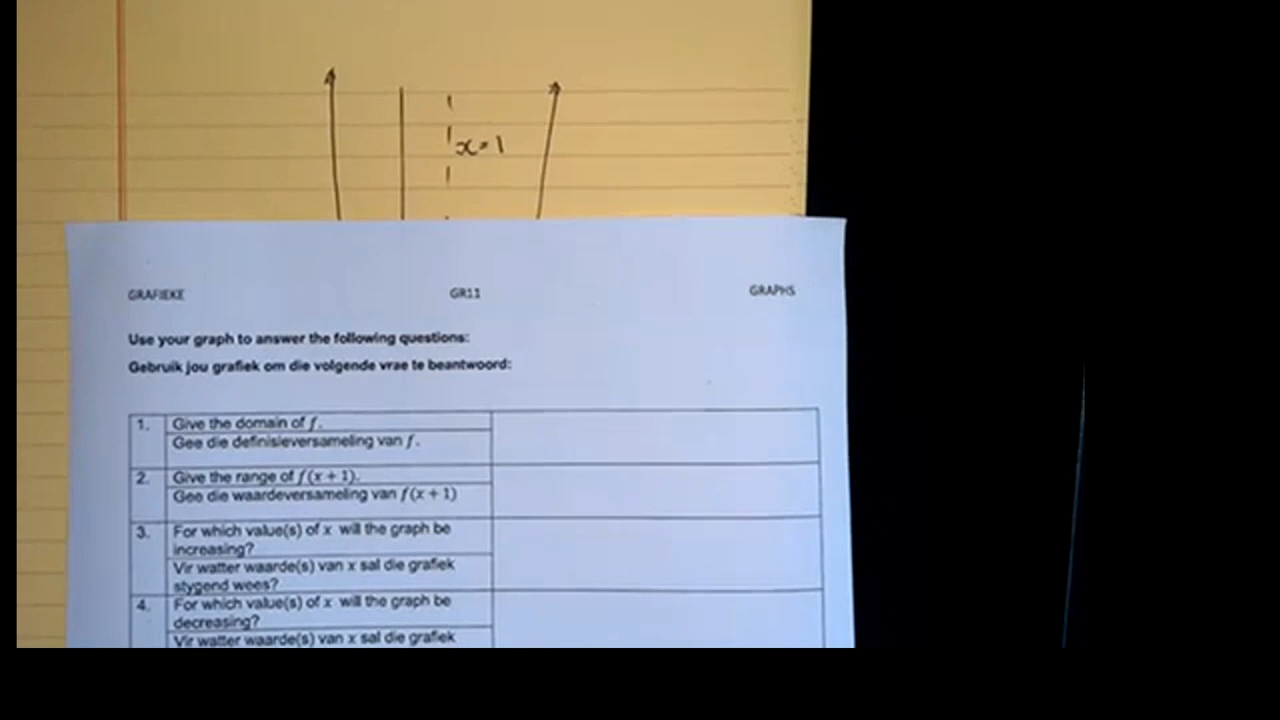 x=1
GRAFIEKE GR11 GRAPHS
Use your graph to answer the following questions:
Gebruik jou grafiek om die volgende vrae te beantwoord:
1. Give the domain of f.
Gee die definisieversameling van f.
2. Give the range of f(x + 1).
Gee die waardeversameling van f(x + 1)
3. For which value(s) of x will the graph be
increasing?
Vir watter waarde(s) van x sal die grafiek
stygend wees?
4. For which value(s) of x will the graph be
decreasing?
Vir watter waarde(s) van x sal die grafiek